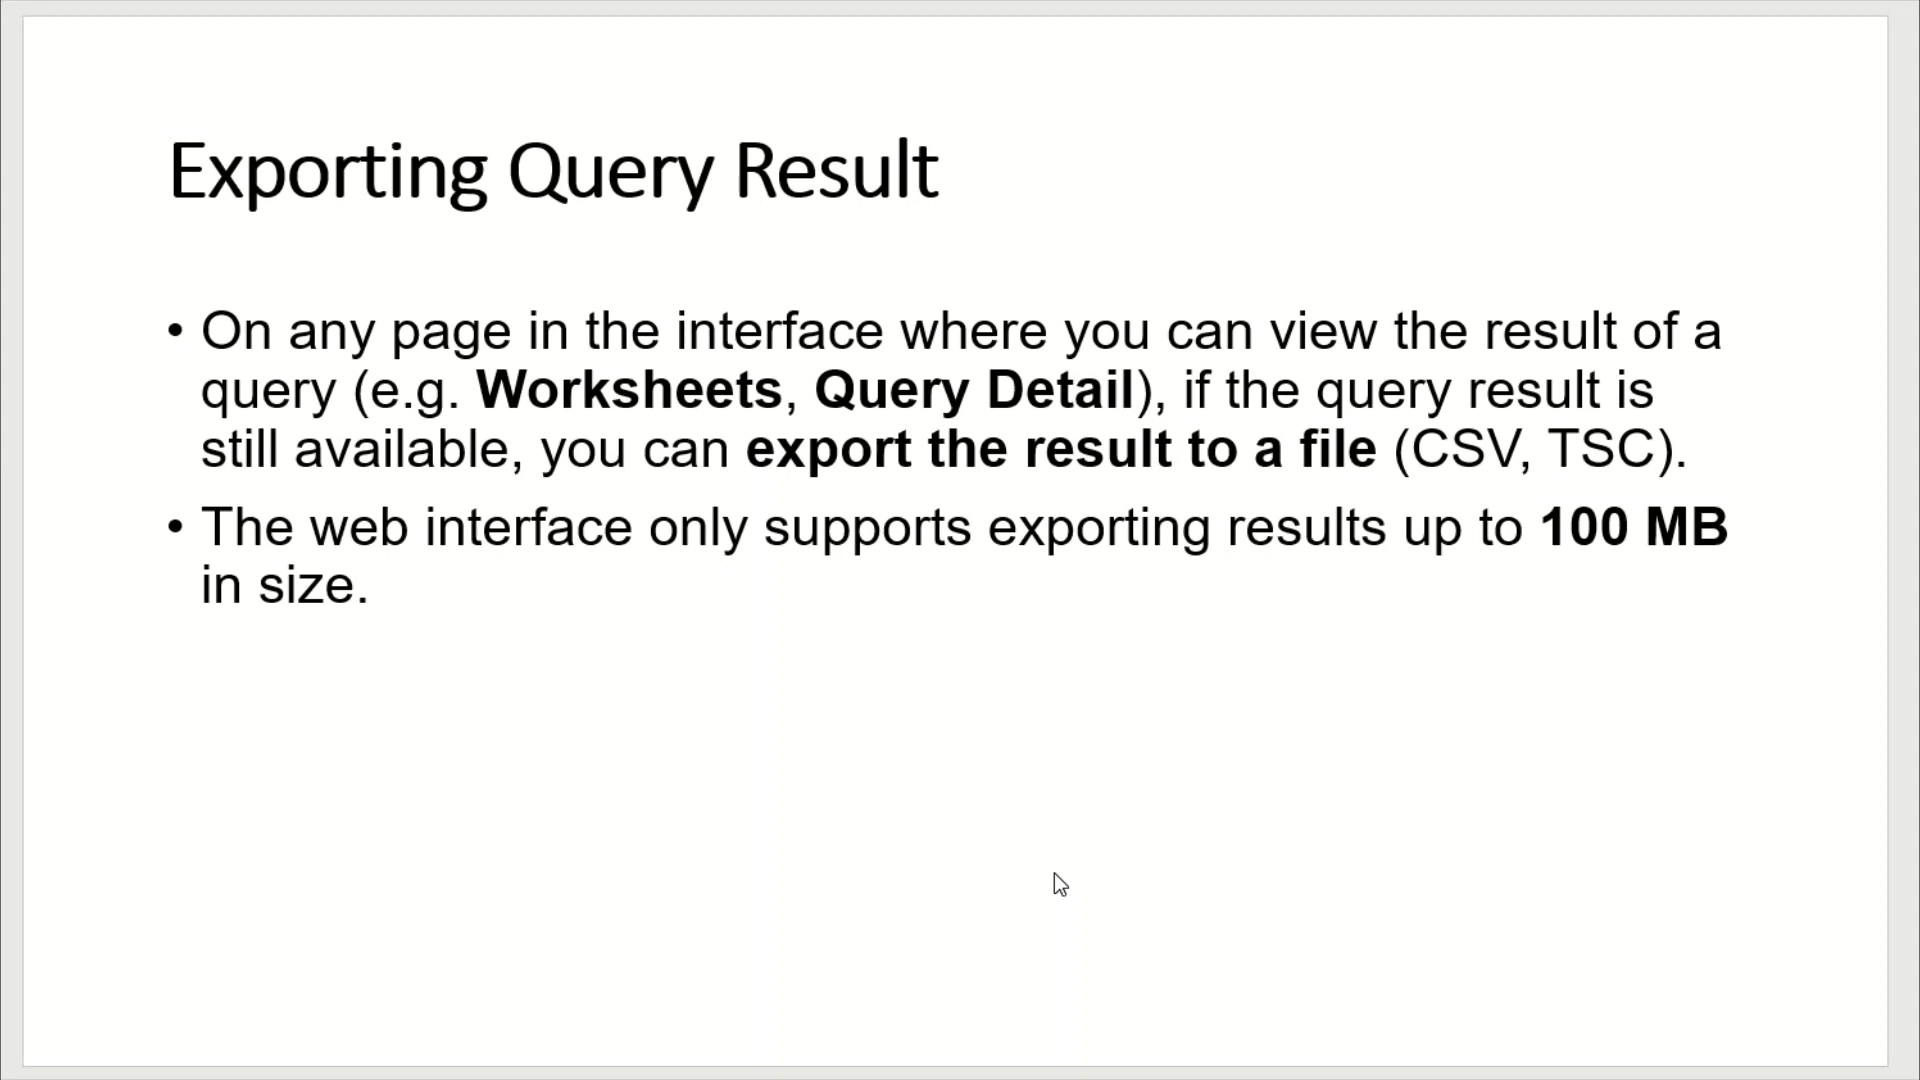 Exporting Query Result
• On any page in the interface where you can view the result of a
query (e.g. Worksheets, Query Detail), if the query result is
still available, you can export the result to a file (CSV, TSC).
• The web interface only supports exporting results up to 100 MB
in size.